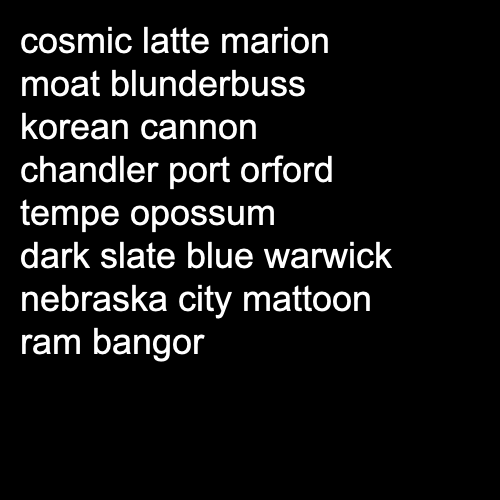 cosmic latte marion
moat blunderbuss
korean cannon
chandler port orford
tempe opossum
dark slate blue warwick
nebraska city mattoon
ram bangor